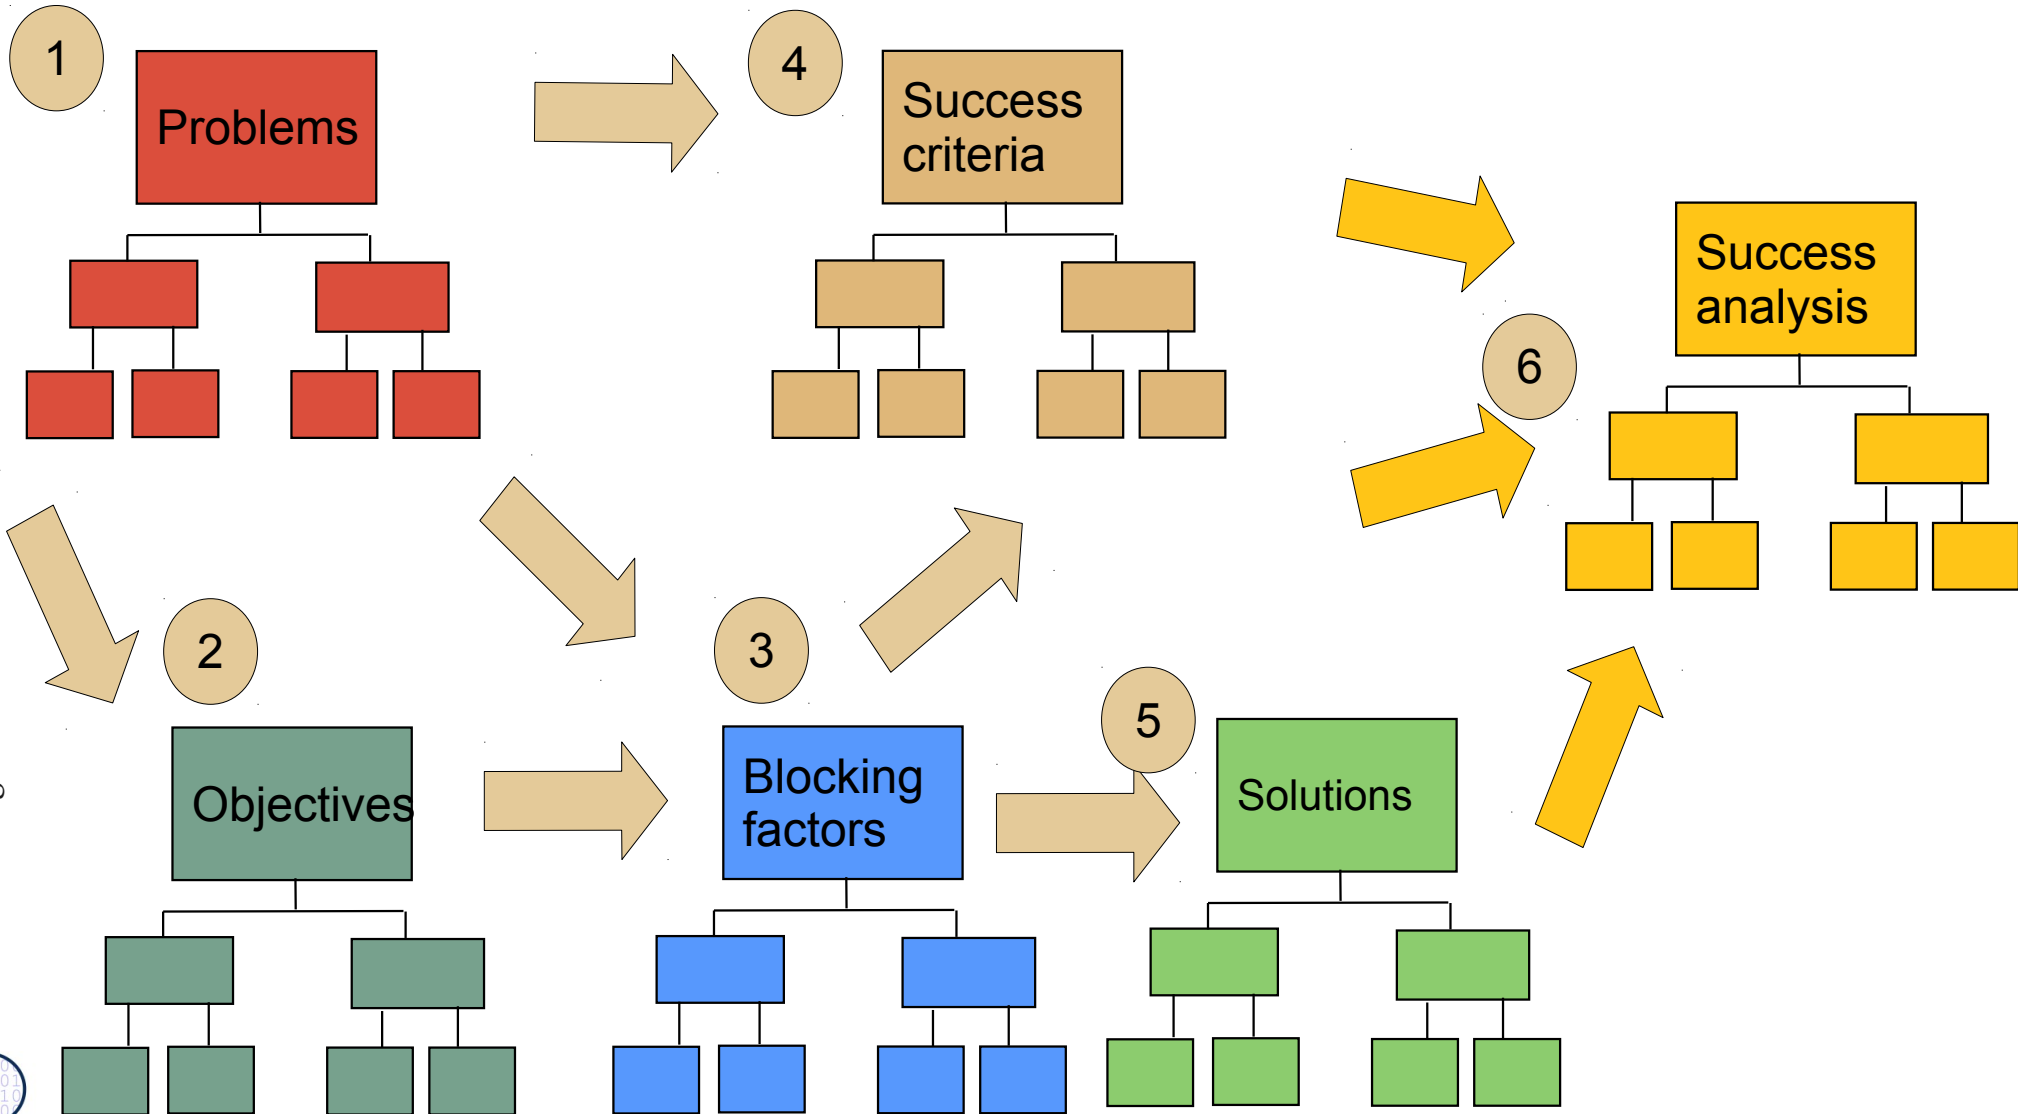 1
Problems
4
Success
criteria
Success
analysis
6
2
Objectives
3
Blocking
factors
5
Solutions